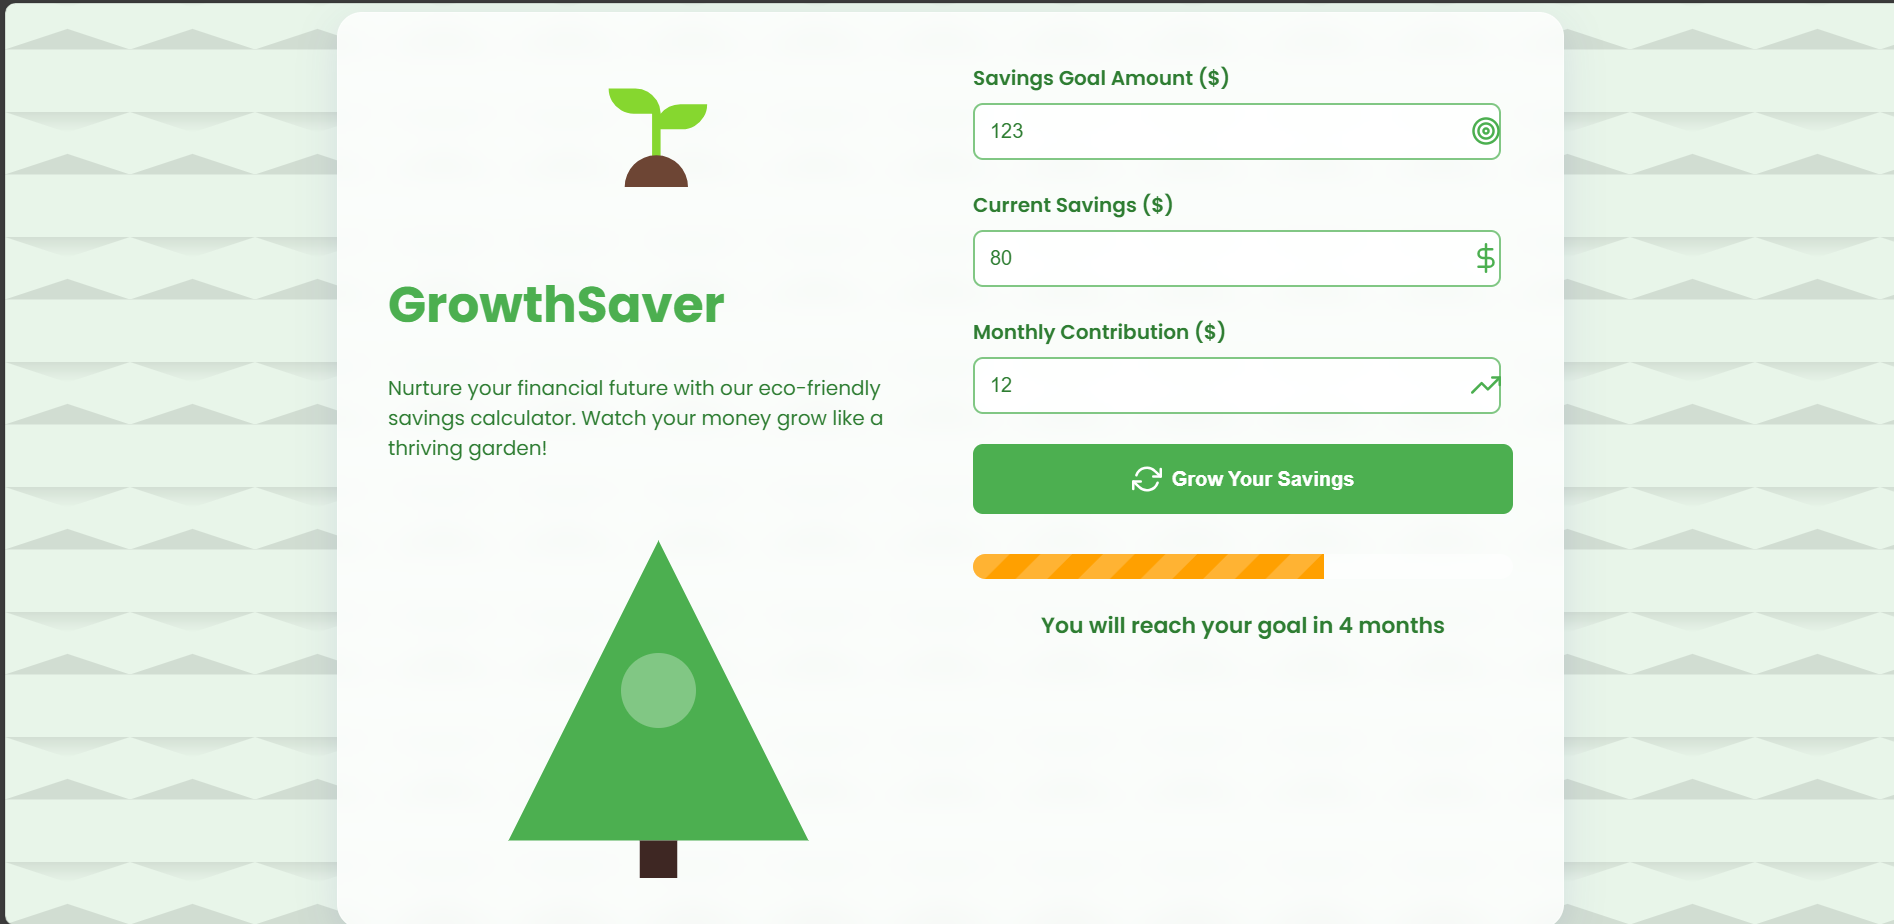 GrowthSaver
Nurture your financial future with our eco-friendly
savings calculator. Watch your money grow like a
thriving garden!
Savings Goal Amount ($)
123
Current Savings ($)
80
Monthly Contribution ($)
12
Grow Your Savings
You will reach your goal in 4 months